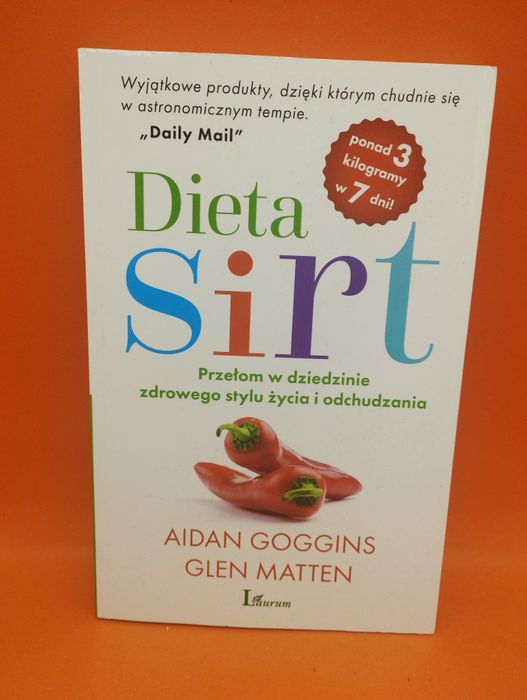 Wyjątkowe produkty, dzięki którym chudnie się
w astronomicznym tempie.
„Daily Mail”
ponad 3
kilogramy
w 7 dni!
Dieta
Sirt
Przełom w dziedzinie
zdrowego stylu życia i odchudzania
AIDAN GOGGINS
GLEN MATTEN
Laurum